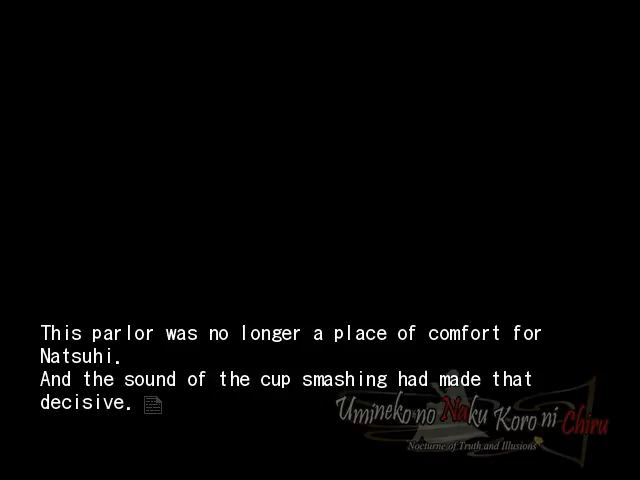 This parlor was no longer a place of comfort for
Natsuhi.
And the sound of the cup smashing had made that
decisive.
Umineko no Naku Koro ni Chiru
Nocturne of Truth and Illusions